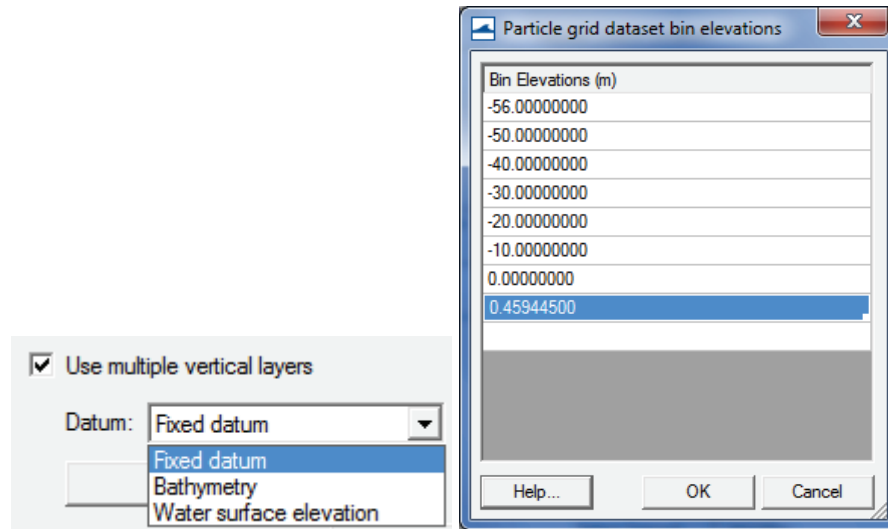 Use multiple vertical layers
Datum: Fixed datum
Fixed datum
Bathymetry
Water surface elevation
Particle grid dataset bin elevations
Bin Elevations (m)
-56.00000000
-50.00000000
-40.00000000
-30.00000000
-20.00000000
-10.00000000
0.00000000
0.45944500
Help...
OK
Cancel